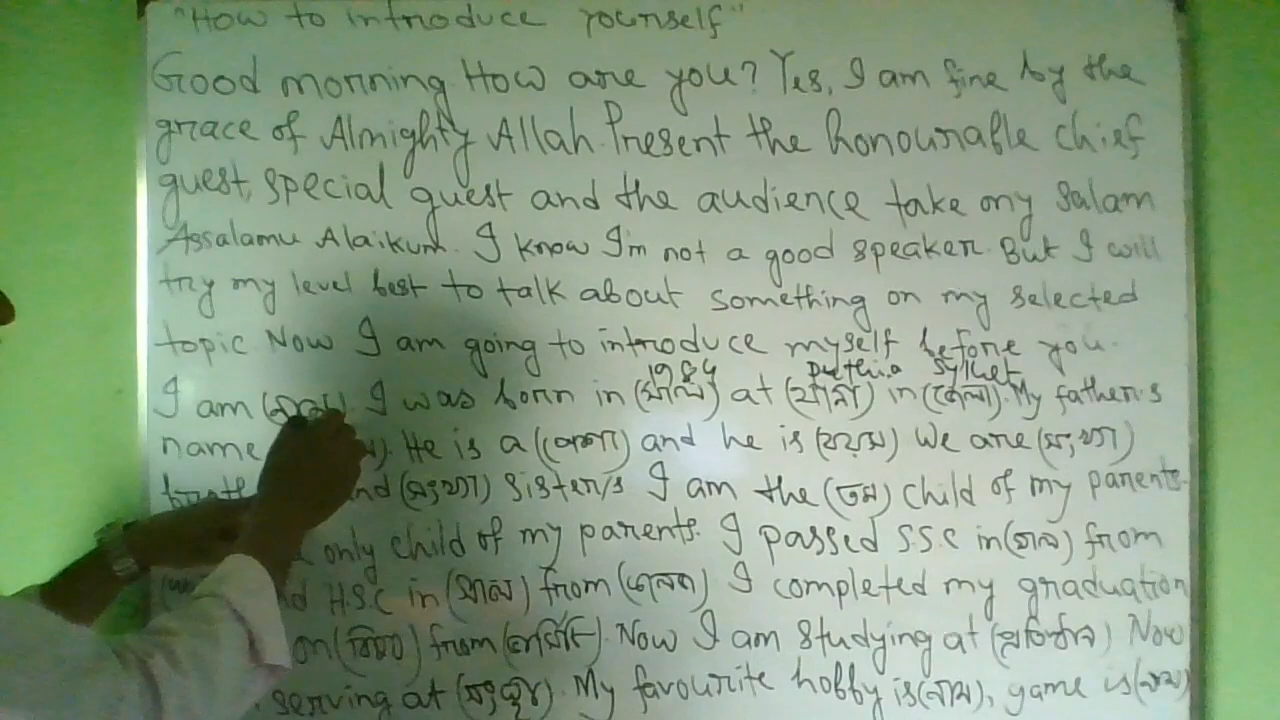 "How to introduce yourself"
Good morning How are you? Yes, I am fine by the
grace of Almighty Allah. Present the honourable chief
guest, special guest and the audience take my salam
Assalamu Alaikum. I know I'm not a good speaker. But I will
try my level best to talk about something on my selected
topic Now I am going to introduce myself before you.
1984 Sylhet
I am (নাম). I was born in (সাল) at (থানা) in (জেলা). My father's
name He is a (পেশা) and he is (বয়স) We are (সংখ্যা)
and (সংখ্যা) Sister/s I am the (তম) child of my parents.
only child of my parents. I passed S.S.C in (সাল) from
H.S.C in (সাল) from I completed my graduation
on (বিষয়) from Now I am studying at Now
serving at My favourite hobby is (নাম), game is (নাম)